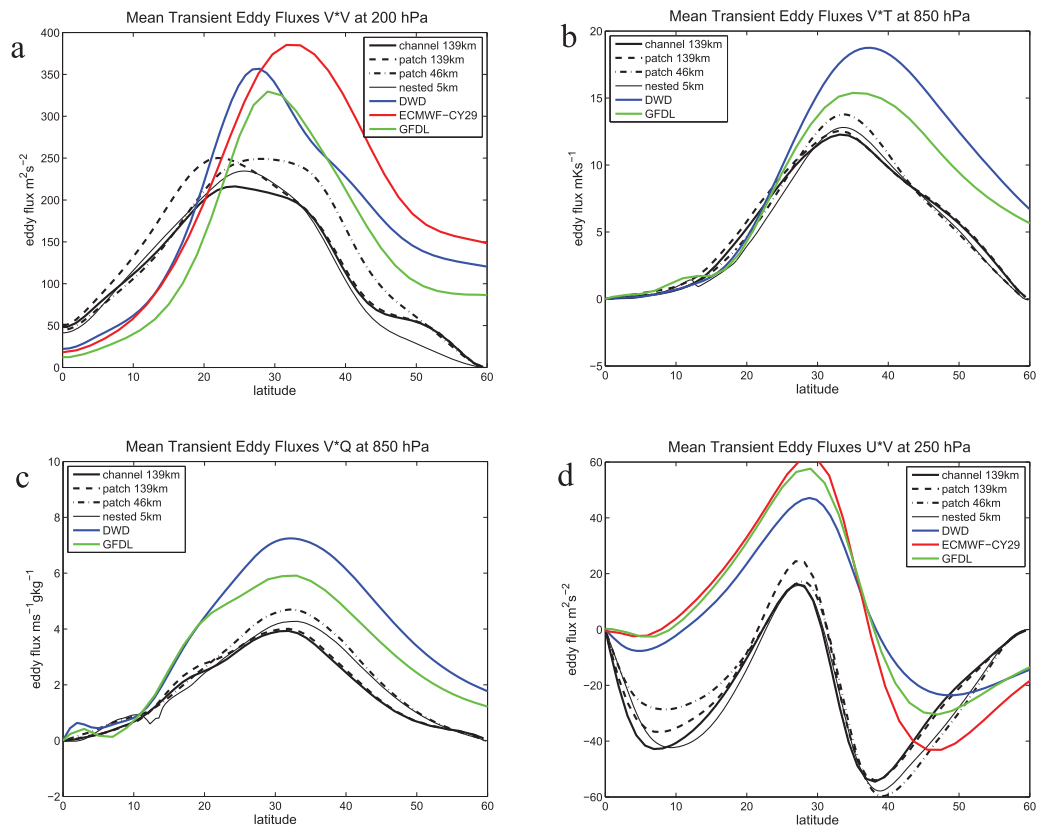 a
Mean Transient Eddy Fluxes V*V at 200 hPa
400
350
300
250
200
150
100
50
0
eddy flux m²s⁻²
channel 139km
patch 139km
patch 46km
nested 5km
DWD
ECMWF−CY29
GFDL
0 10 20 30 40 50 60
latitude
b
Mean Transient Eddy Fluxes V*T at 850 hPa
20
15
10
5
0
−5
eddy flux mKs⁻¹
channel 139km
patch 139km
patch 46km
nested 5km
DWD
GFDL
0 10 20 30 40 50 60
latitude
c
Mean Transient Eddy Fluxes V*Q at 850 hPa
10
8
6
4
2
0
−2
eddy flux ms⁻¹gkg⁻¹
channel 139km
patch 139km
patch 46km
nested 5km
DWD
GFDL
0 10 20 30 40 50 60
latitude
d
Mean Transient Eddy Fluxes U*V at 250 hPa
60
40
20
0
−20
−40
−60
eddy flux m²s⁻²
channel 139km
patch 139km
patch 46km
nested 5km
DWD
ECMWF−CY29
GFDL
0 10 20 30 40 50 60
latitude